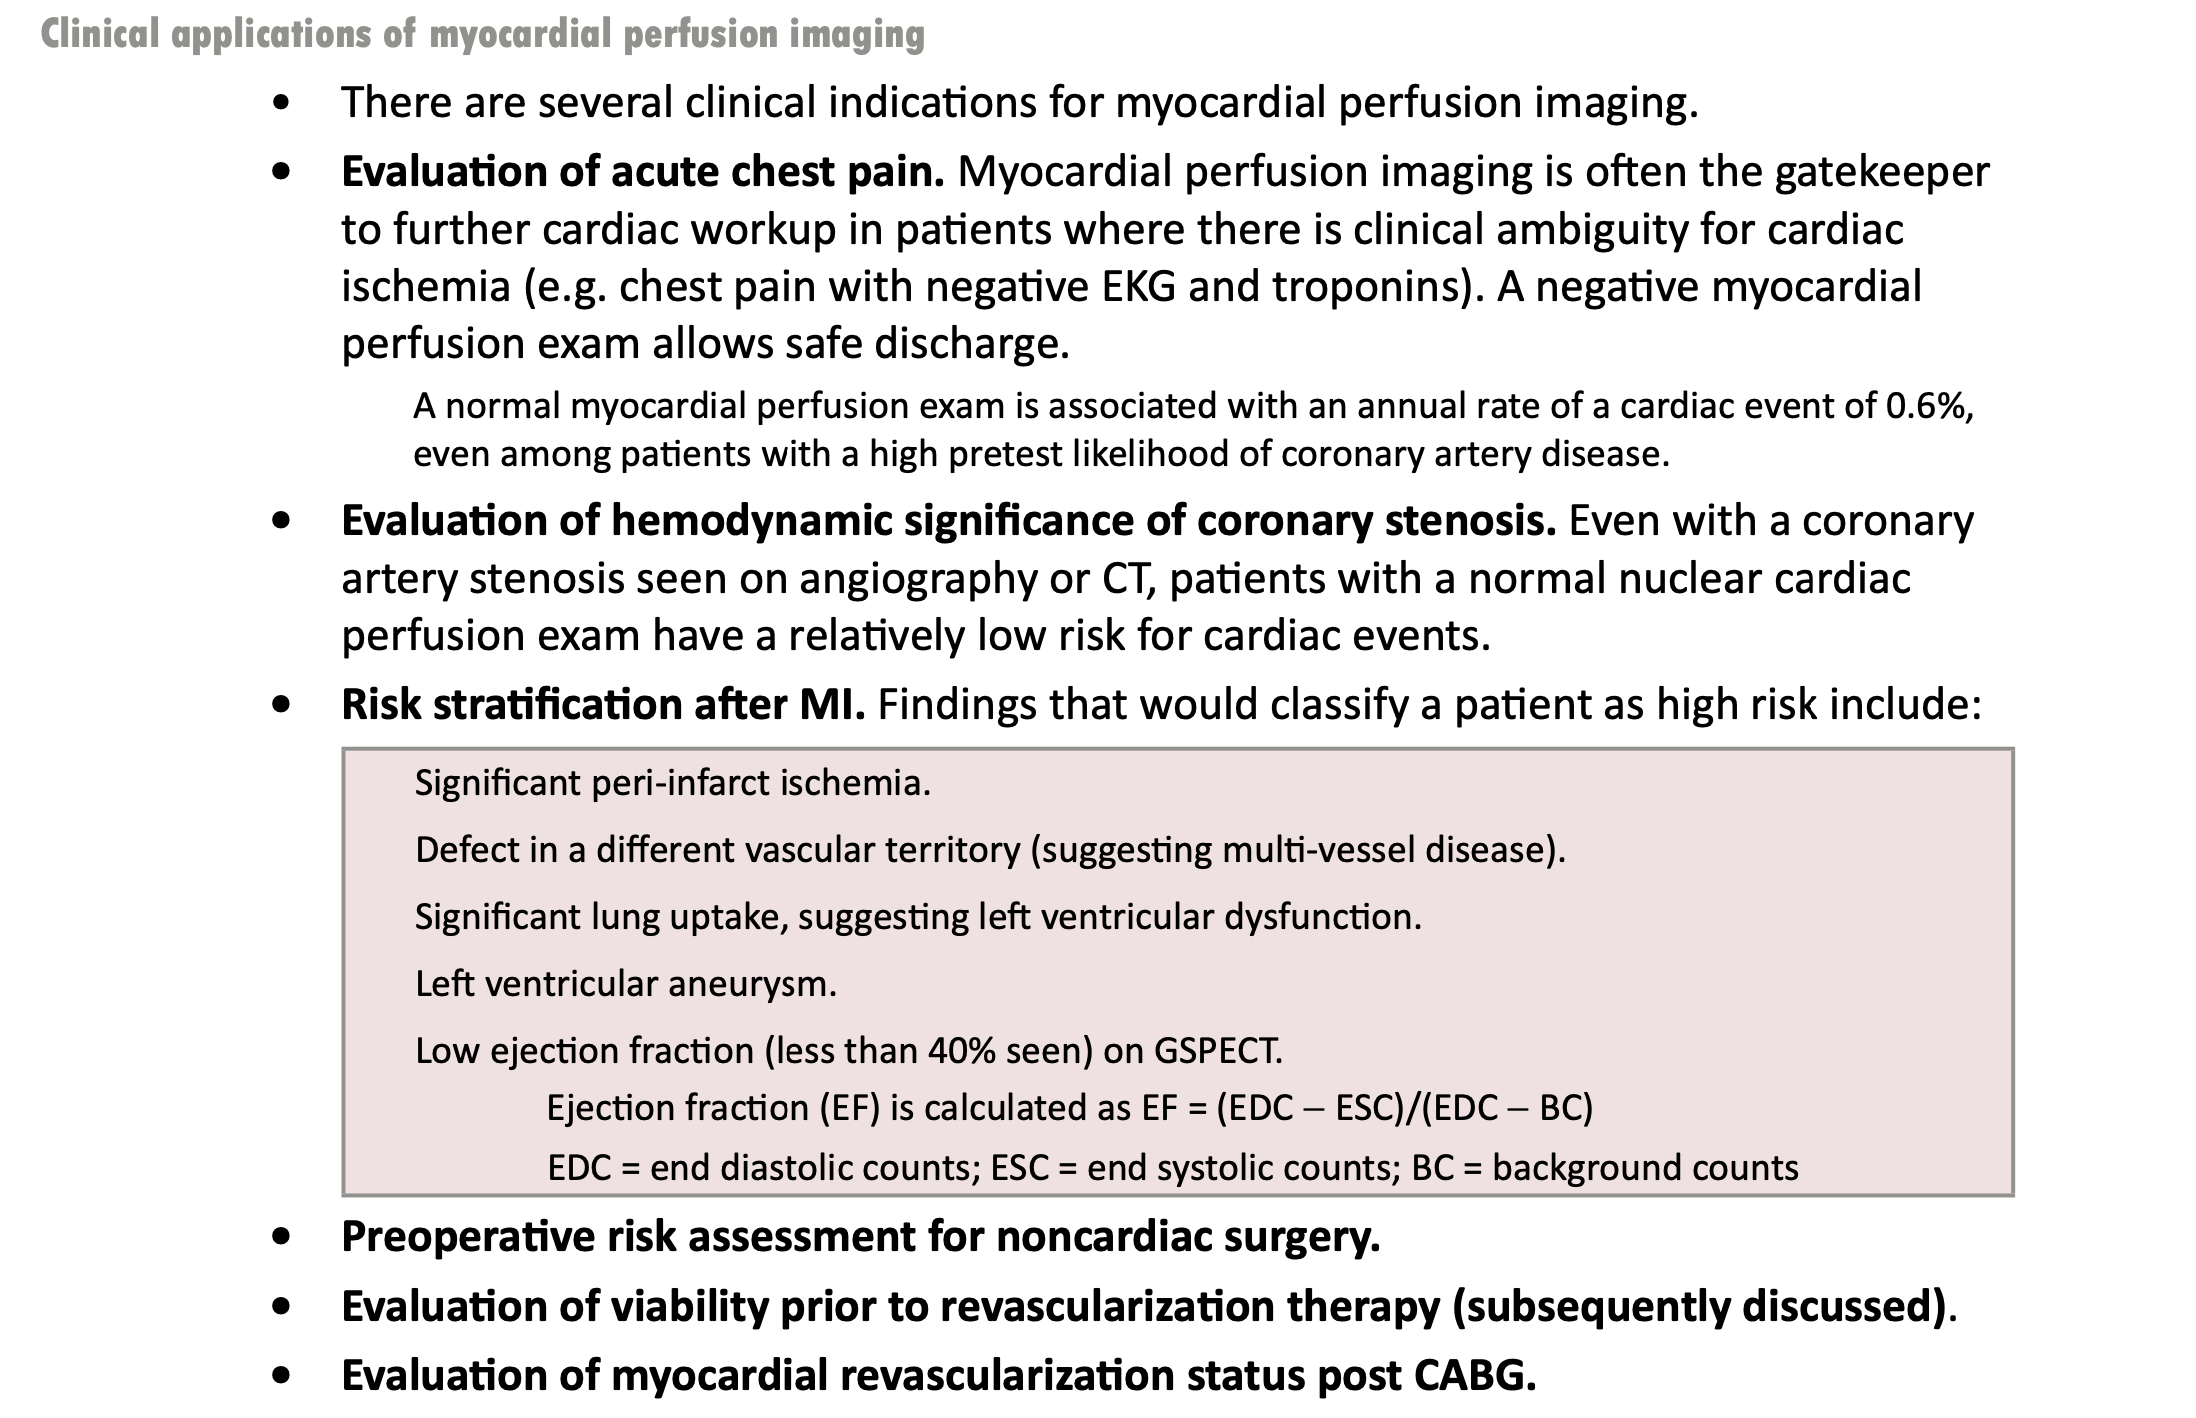 Clinical applications of myocardial perfusion imaging
• There are several clinical indications for myocardial perfusion imaging.
• Evaluation of acute chest pain. Myocardial perfusion imaging is often the gatekeeper
to further cardiac workup in patients where there is clinical ambiguity for cardiac
ischemia (e.g. chest pain with negative EKG and troponins). A negative myocardial
perfusion exam allows safe discharge.
A normal myocardial perfusion exam is associated with an annual rate of a cardiac event of 0.6%,
even among patients with a high pretest likelihood of coronary artery disease.
• Evaluation of hemodynamic significance of coronary stenosis. Even with a coronary
artery stenosis seen on angiography or CT, patients with a normal nuclear cardiac
perfusion exam have a relatively low risk for cardiac events.
• Risk stratification after MI. Findings that would classify a patient as high risk include:
Significant peri-infarct ischemia.
Defect in a different vascular territory (suggesting multi-vessel disease).
Significant lung uptake, suggesting left ventricular dysfunction.
Left ventricular aneurysm.
Low ejection fraction (less than 40% seen) on GSPECT.
Ejection fraction (EF) is calculated as EF = (EDC – ESC)/(EDC – BC)
EDC = end diastolic counts; ESC = end systolic counts; BC = background counts
• Preoperative risk assessment for noncardiac surgery.
• Evaluation of viability prior to revascularization therapy (subsequently discussed).
• Evaluation of myocardial revascularization status post CABG.